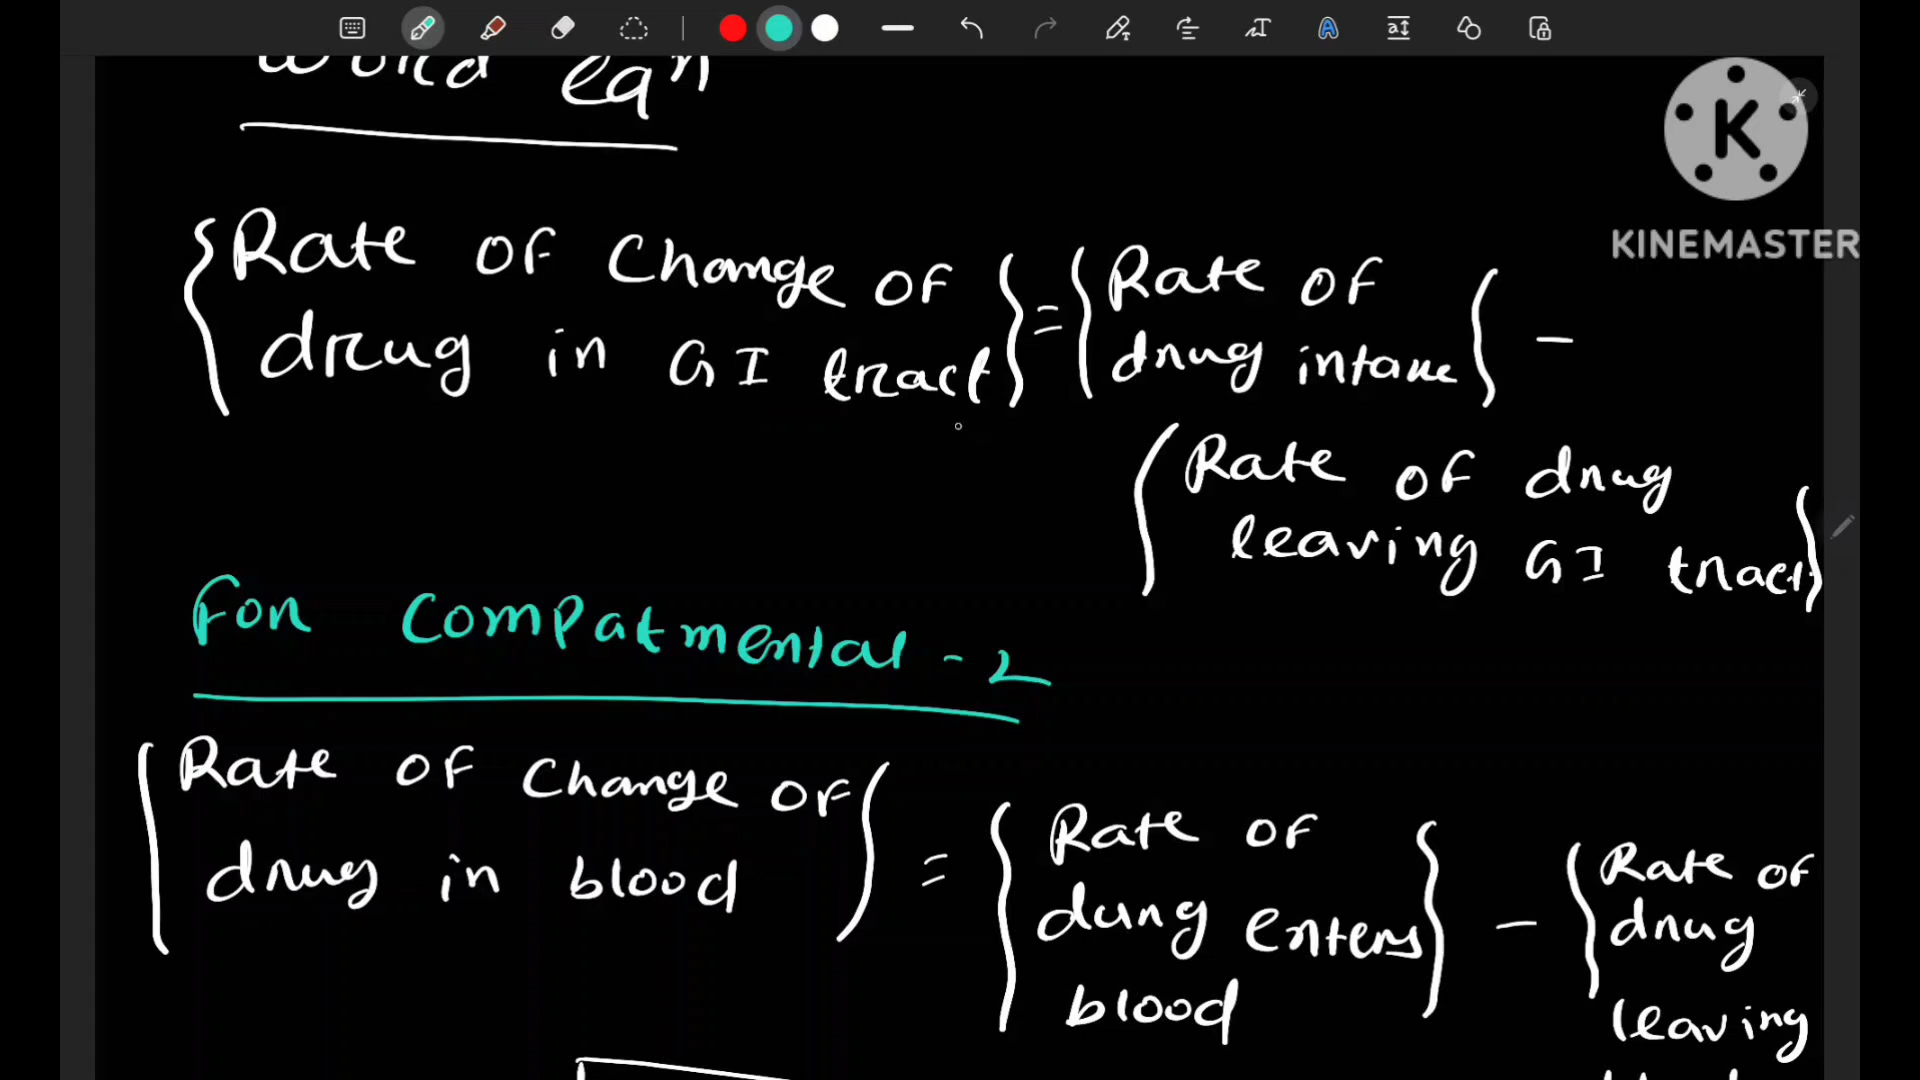 word eqn
{Rate of Change of
drug in GI tract} = {Rate of
drug intake} -
{Rate of drug
leaving GI tract}
For Compatmental - 2
{Rate of Change of
drug in blood} = {Rate of
drug enters
blood} - {Rate of
drug
leaving
K
KINEMASTER